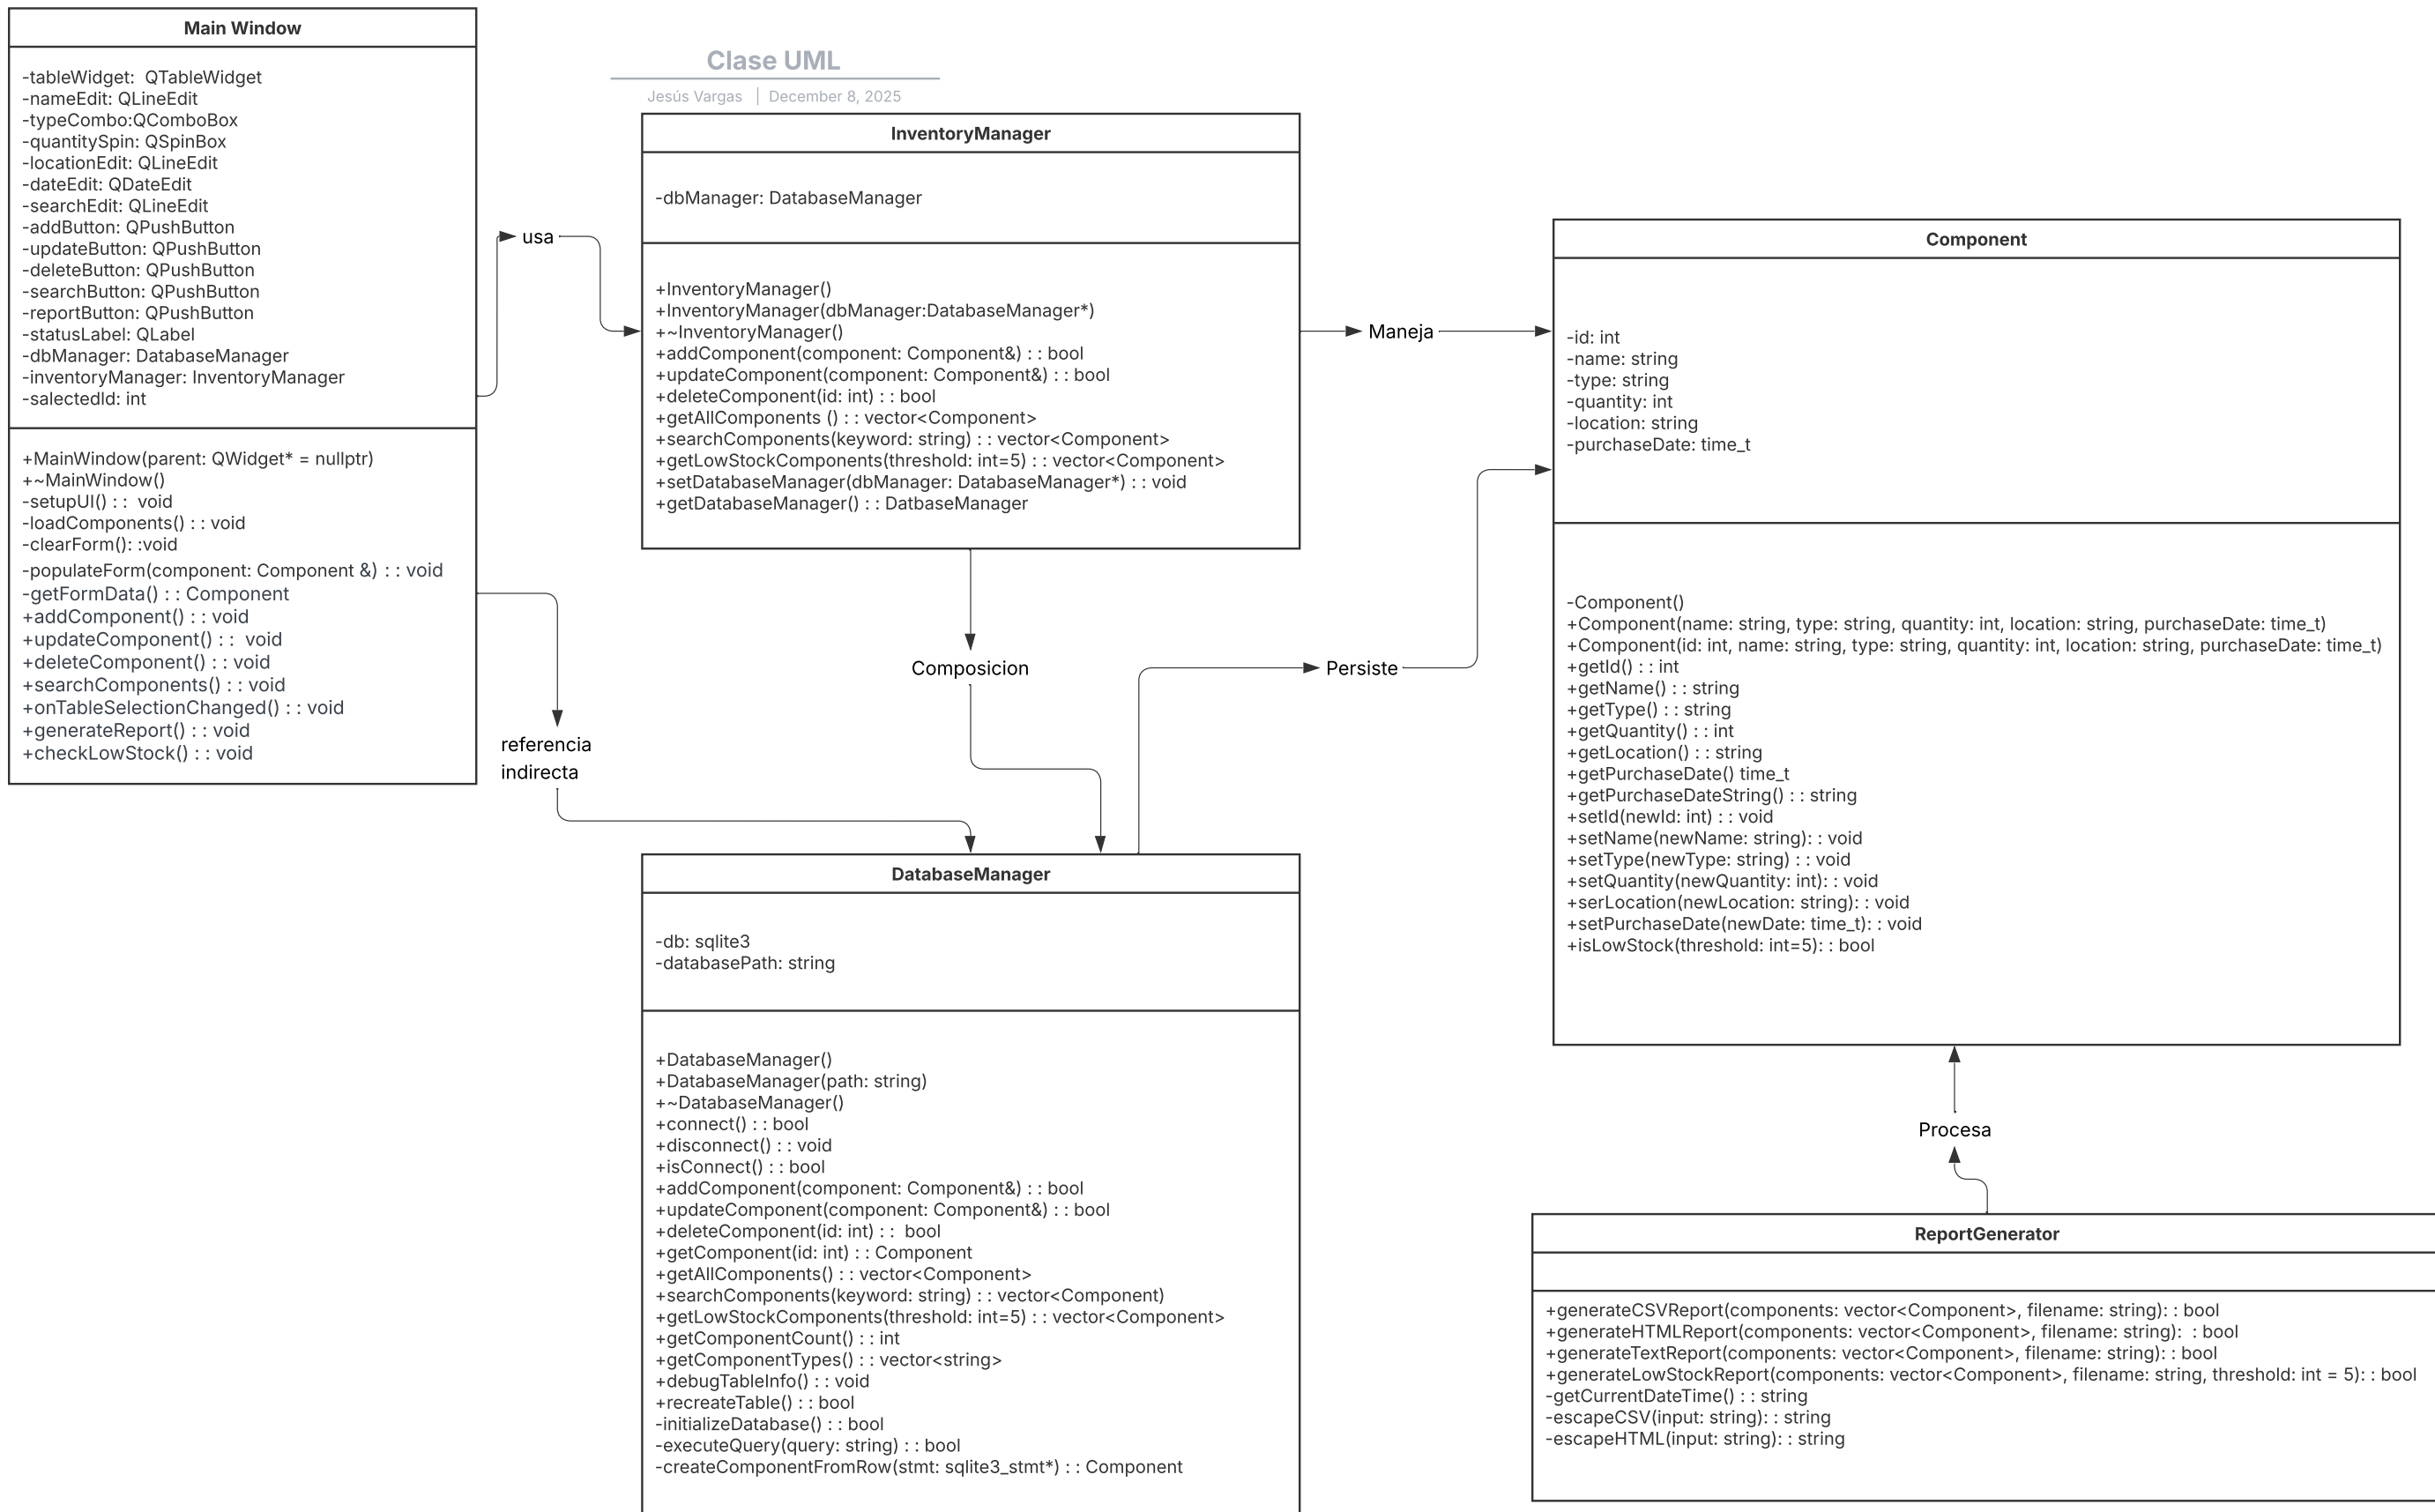 Main Window
-tableWidget:  QTableWidget
-nameEdit: QLineEdit
-typeCombo:QComboBox
-quantitySpin: QSpinBox
-locationEdit: QLineEdit
-dateEdit: QDateEdit
-searchEdit: QLineEdit
-addButton: QPushButton
-updateButton: QPushButton
-deleteButton: QPushButton
-searchButton: QPushButton
-reportButton: QPushButton
-statusLabel: QLabel
-dbManager: DatabaseManager
-inventoryManager: InventoryManager
-salectedId: int
+MainWindow(parent: QWidget* = nullptr)
+~MainWindow()
-setupUI() : :  void
-loadComponents() : : void
-clearForm(): :void
-populateForm(component: Component &) : : void
-getFormData() : : Component
+addComponent() : : void
+updateComponent() : :  void
+deleteComponent() : : void
+searchComponents() : : void
+onTableSelectionChanged() : : void
+generateReport() : : void
+checkLowStock() : : void
Clase UML
Jesús Vargas | December 8, 2025
usa
InventoryManager
-dbManager: DatabaseManager
+InventoryManager()
+InventoryManager(dbManager:DatabaseManager*)
+~InventoryManager()
+addComponent(component: Component&) : : bool
+updateComponent(component: Component&) : : bool
+deleteComponent(id: int) : : bool
+getAllComponents () : : vector<Component>
+searchComponents(keyword: string) : : vector<Component>
+getLowStockComponents(threshold: int=5) : : vector<Component>
+setDatabaseManager(dbManager: DatabaseManager*) : : void
+getDatabaseManager() : : DatbaseManager
Maneja
Component
-id: int
-name: string
-type: string
-quantity: int
-location: string
-purchaseDate: time_t
-Component()
+Component(name: string, type: string, quantity: int, location: string, purchaseDate: time_t)
+Component(id: int, name: string, type: string, quantity: int, location: string, purchaseDate: time_t)
+getId() : : int
+getName() : : string
+getType() : : string
+getQuantity() : : int
+getLocation() : : string
+getPurchaseDate() time_t
+getPurchaseDateString() : : string
+setId(newId: int) : : void
+setName(newName: string): : void
+setType(newType: string) : : void
+setQuantity(newQuantity: int): : void
+serLocation(newLocation: string): : void
+setPurchaseDate(newDate: time_t): : void
+isLowStock(threshold: int=5): : bool
Composicion
Persiste
referencia
indirecta
DatabaseManager
-db: sqlite3
-databasePath: string
+DatabaseManager()
+DatabaseManager(path: string)
+~DatabaseManager()
+connect() : : bool
+disconnect() : : void
+isConnect() : : bool
+addComponent(component: Component&) : : bool
+updateComponent(component: Component&) : : bool
+deleteComponent(id: int) : :  bool
+getComponent(id: int) : : Component
+getAllComponents() : : vector<Component>
+searchComponents(keyword: string) : : vector<Component)
+getLowStockComponents(threshold: int=5) : : vector<Component>
+getComponentCount() : : int
+getComponentTypes() : : vector<string>
+debugTableInfo() : : void
+recreateTable() : : bool
-initializeDatabase() : : bool
-executeQuery(query: string) : : bool
-createComponentFromRow(stmt: sqlite3_stmt*) : : Component
Procesa
ReportGenerator
+generateCSVReport(components: vector<Component>, filename: string): : bool
+generateHTMLReport(components: vector<Component>, filename: string):  : bool
+generateTextReport(components: vector<Component>, filename: string): : bool
+generateLowStockReport(components: vector<Component>, filename: string, threshold: int = 5): : bool
-getCurrentDateTime() : : string
-escapeCSV(input: string): : string
-escapeHTML(input: string): : string